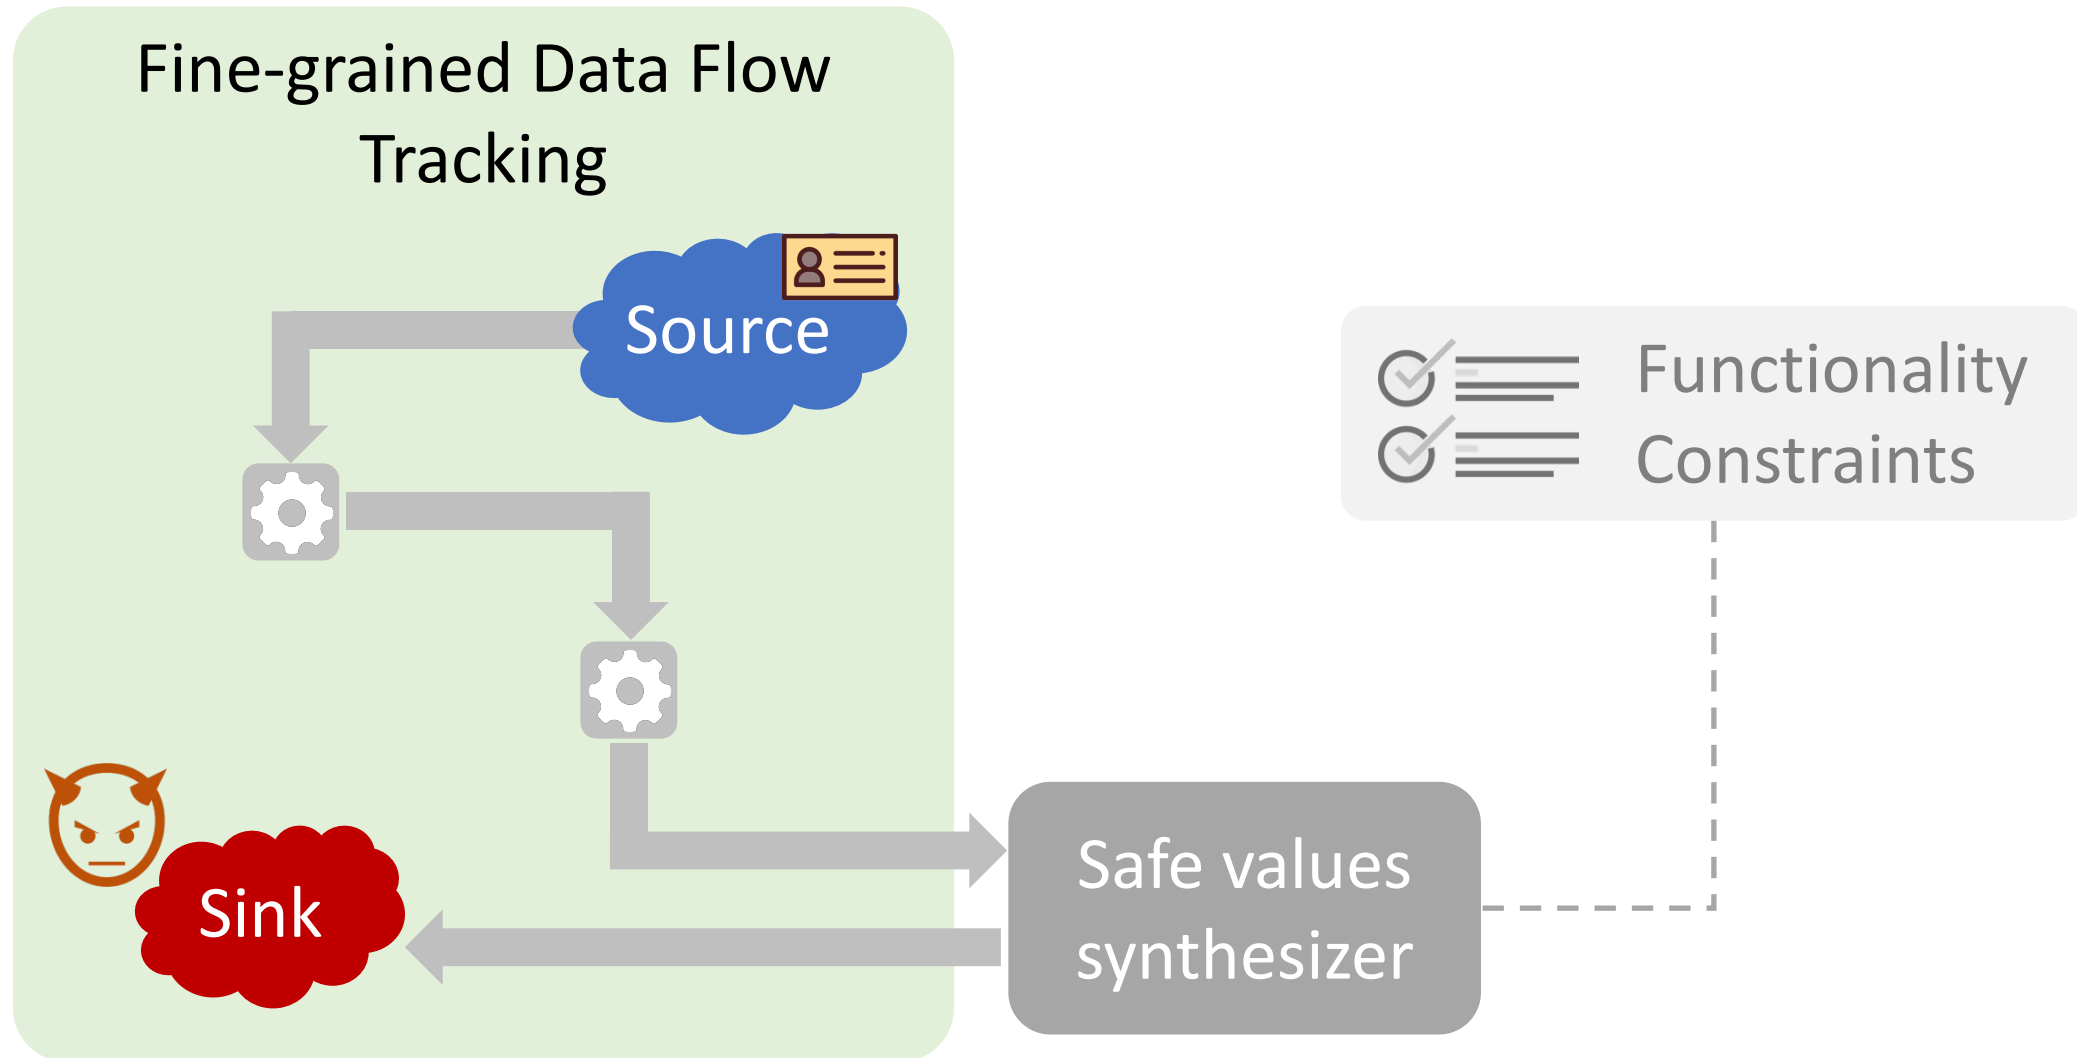 Fine-grained Data Flow
Tracking
Source
Functionality
Constraints
Safe values
synthesizer
Sink